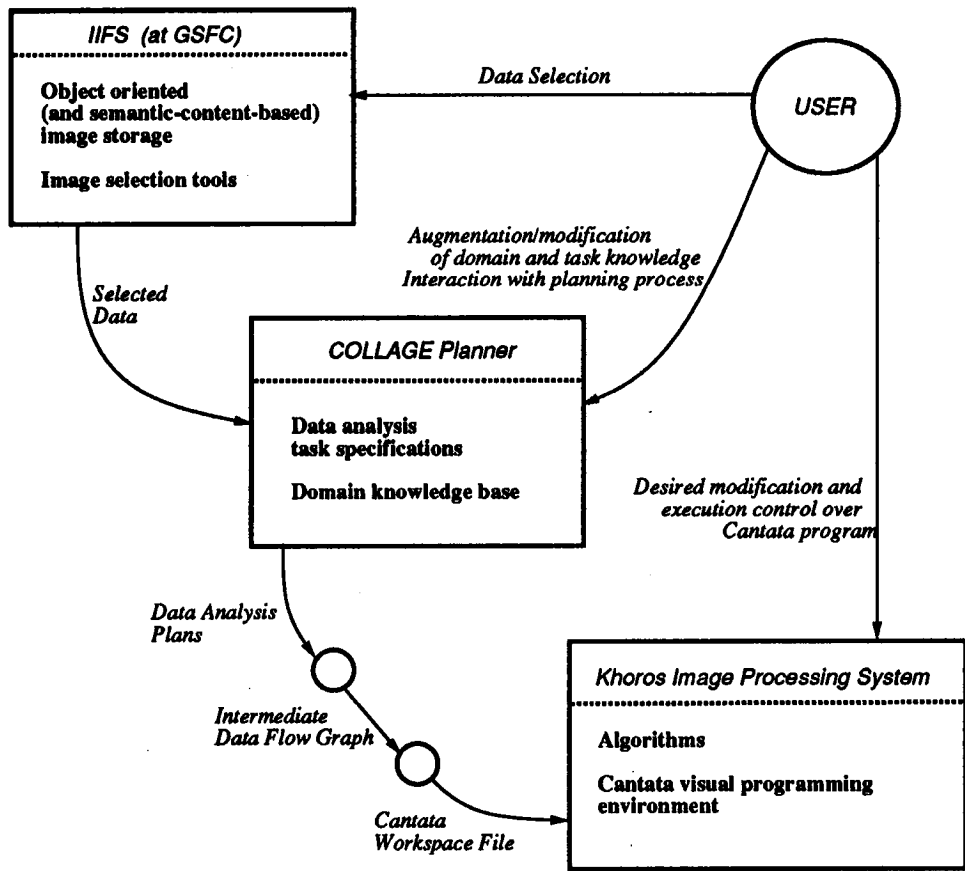 IIFS (at GSFC)
Object oriented
(and semantic-content-based)
image storage
Image selection tools
Data Selection
USER
Augmentation/modification
of domain and task knowledge
Interaction with planning process
Selected
Data
COLLAGE Planner
Data analysis
task specifications
Domain knowledge base
Desired modification and
execution control over
Cantata program
Data Analysis
Plans
Intermediate
Data Flow Graph
Cantata
Workspace File
Khoros Image Processing System
Algorithms
Cantata visual programming
environment